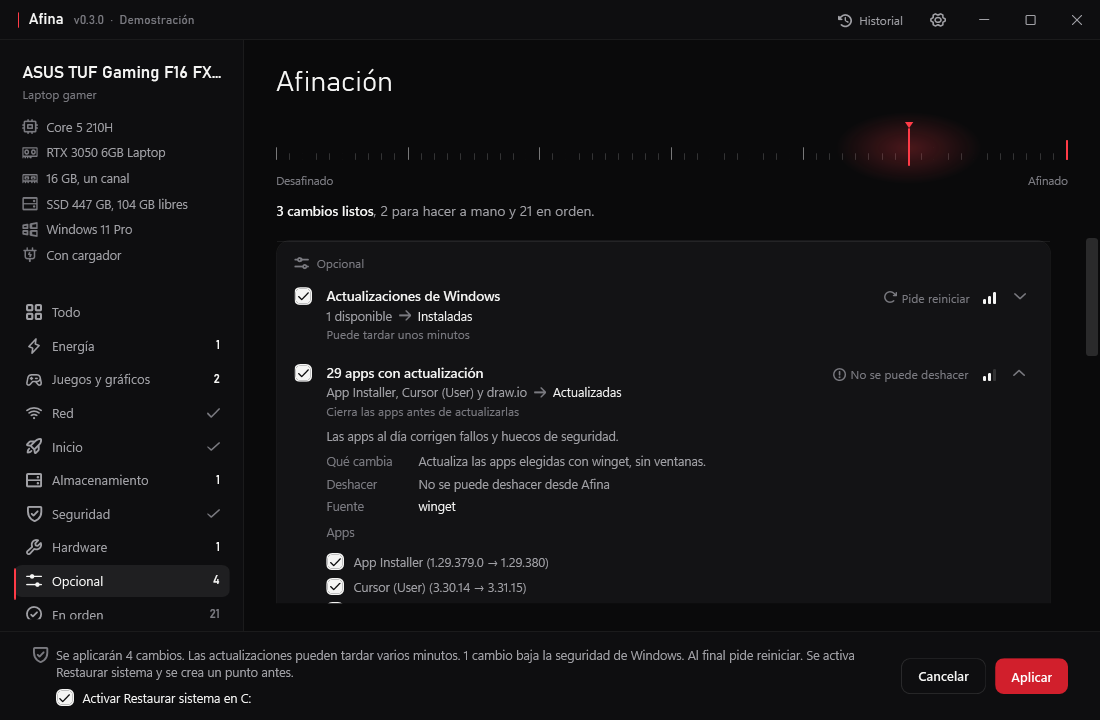 Afina v0.3.0 · Demostración
Historial
ASUS TUF Gaming F16 FX...
Laptop gamer
Core 5 210H
RTX 3050 6GB Laptop
16 GB, un canal
SSD 447 GB, 104 GB libres
Windows 11 Pro
Con cargador
Todo
Energía 1
Juegos y gráficos 2
Red
Inicio
Almacenamiento 1
Seguridad
Hardware 1
Opcional 4
En orden 21
Afinación
Desafinado Afinado
3 cambios listos, 2 para hacer a mano y 21 en orden.
Opcional
Actualizaciones de Windows Pide reiniciar
1 disponible → Instaladas
Puede tardar unos minutos
29 apps con actualización No se puede deshacer
App Installer, Cursor (User) y draw.io → Actualizadas
Cierra las apps antes de actualizarlas
Las apps al día corrigen fallos y huecos de seguridad.
Qué cambia Actualiza las apps elegidas con winget, sin ventanas.
Deshacer No se puede deshacer desde Afina
Fuente winget
Apps
App Installer (1.29.379.0 → 1.29.380)
Cursor (User) (3.30.14 → 3.31.15)
Se aplicarán 4 cambios. Las actualizaciones pueden tardar varios minutos. 1 cambio baja la seguridad de Windows. Al final pide reiniciar. Se activa
Restaurar sistema y se crea un punto antes.
Activar Restaurar sistema en C:
Cancelar
Aplicar